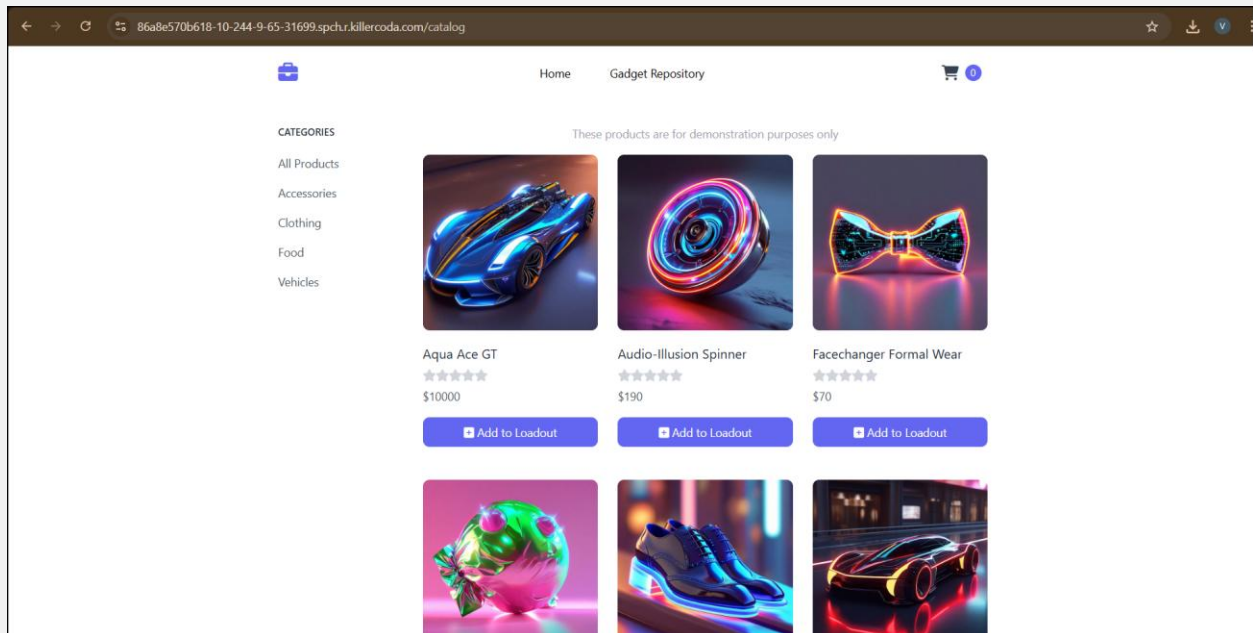 86a8e570b618-10-244-9-65-31699.spch.r.killercoda.com/catalog
V
Home
Gadget Repository
0
CATEGORIES
All Products
Accessories
Clothing
Food
Vehicles
These products are for demonstration purposes only
Aqua Ace GT
$10000
Add to Loadout
Audio-Illusion Spinner
$190
Add to Loadout
Facechanger Formal Wear
$70
Add to Loadout